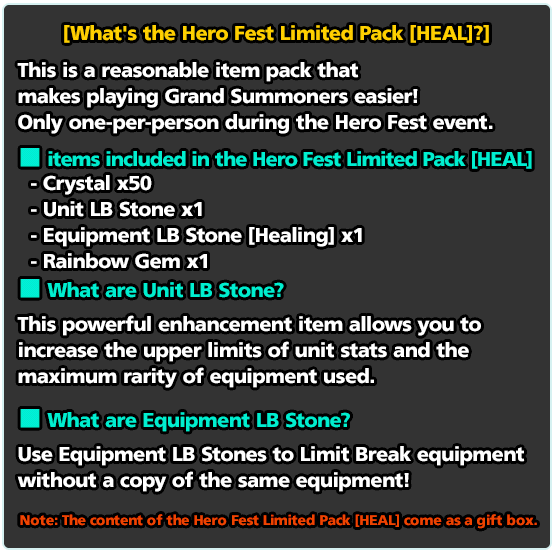 [What's the Hero Fest Limited Pack [HEAL]?]
This is a reasonable item pack that
makes playing Grand Summoners easier!
Only one-per-person during the Hero Fest event.
■ items included in the Hero Fest Limited Pack [HEAL]
- Crystal x50
- Unit LB Stone x1
- Equipment LB Stone [Healing] x1
- Rainbow Gem x1
■ What are Unit LB Stone?
This powerful enhancement item allows you to
increase the upper limits of unit stats and the
maximum rarity of equipment used.
■ What are Equipment LB Stone?
Use Equipment LB Stones to Limit Break equipment
without a copy of the same equipment!
Note: The content of the Hero Fest Limited Pack [HEAL] come as a gift box.